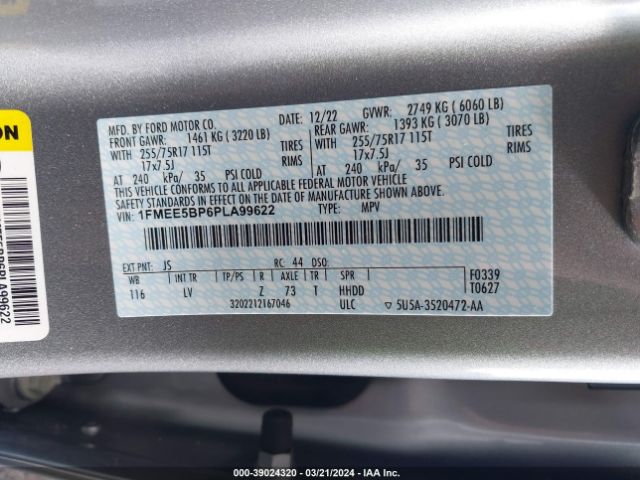 MFD. BY FORD MOTOR CO. DATE: 12/22 GVWR: 2749 KG ( 6060 LB)
FRONT GAWR: 1461 KG ( 3220 LB) REAR GAWR: 1393 KG ( 3070 LB)
WITH 255/75R17 115T TIRES WITH 255/75R17 115T TIRES
17x7.5J RIMS 17x7.5J RIMS
AT 240 kPa/ 35 PSI COLD AT 240 kPa/ 35 PSI COLD
THIS VEHICLE CONFORMS TO ALL APPLICABLE FEDERAL MOTOR VEHICLE
SAFETY STANDARDS IN EFFECT ON THE DATE OF MANUFACTURE SHOWN ABOVE.
VIN: 1FMEE5BP6PLA99622 TYPE: MPV
EXT PNT: JS RC: 44 DSO: F0339
WB INT TR TP/PS R AXLE TR SPR T0627
116 LV Z 73 T HHDD
3202212167046 ULC 5U5A-3520472-AA
ON
A99622
000-39024320 - 03/21/2024 - IAA Inc.